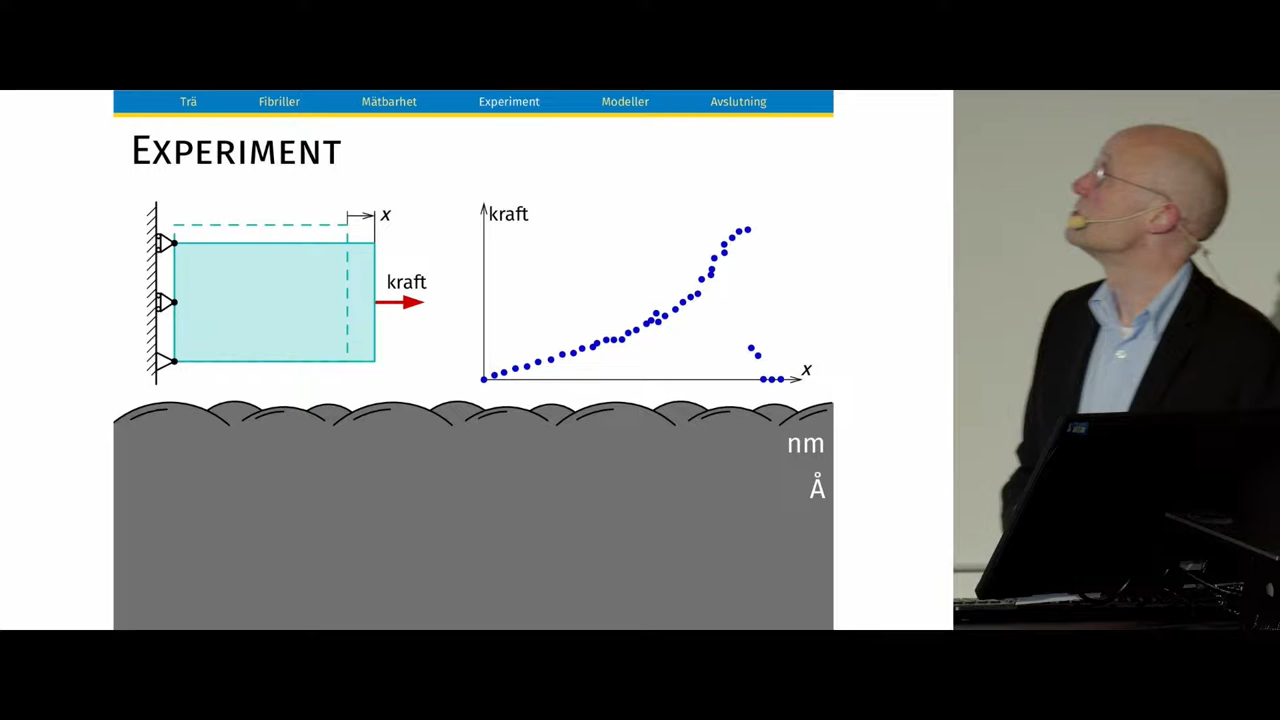 Trä Fibriller Mätbarhet Experiment Modeller Avslutning
EXPERIMENT
x
kraft
kraft
x
nm
Å